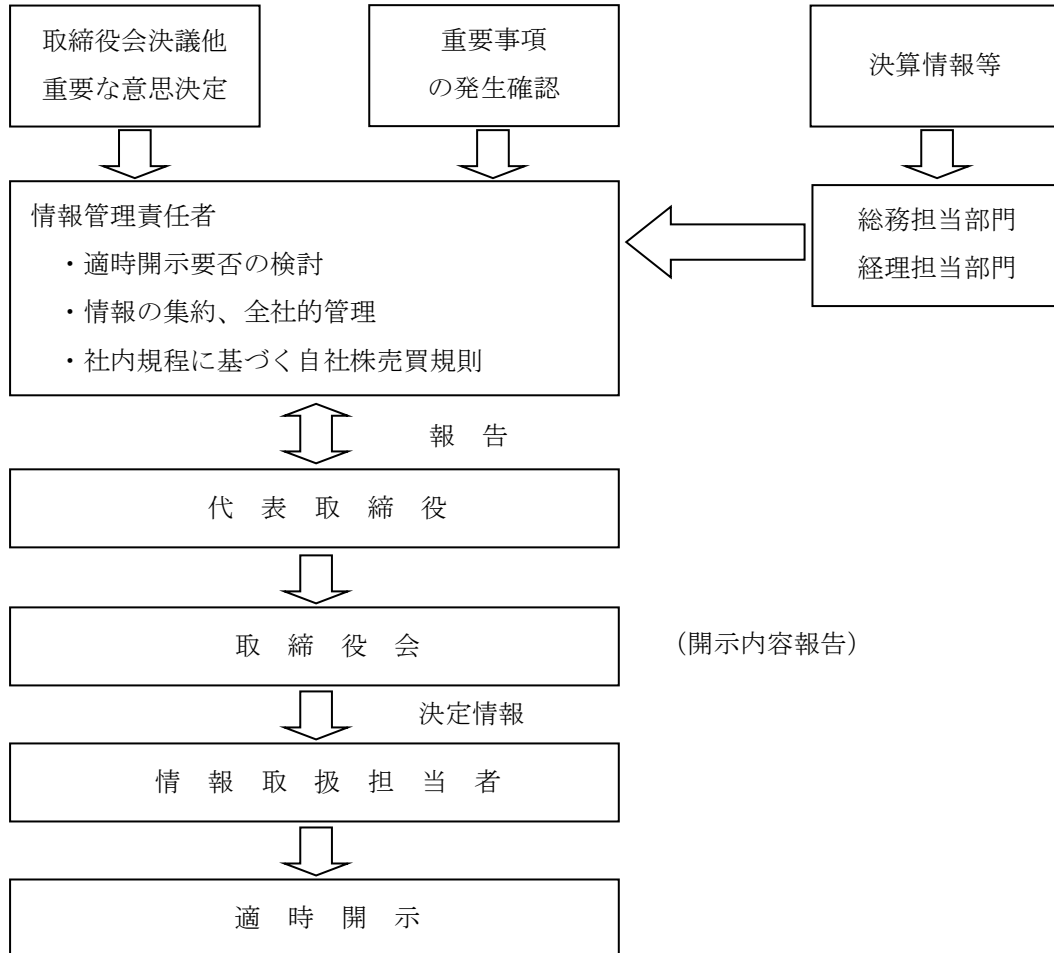 取締役会決議他
重要な意思決定
重要事項
の発生確認
決算情報等
情報管理責任者
・適時開示要否の検討
・情報の集約、全社的管理
・社内規程に基づく自社株売買規則
総務担当部門
経理担当部門
報　告
代　表　取　締　役
取　締　役　会
（開示内容報告）
決定情報
情　報　取　扱　担　当　者
適　時　開　示